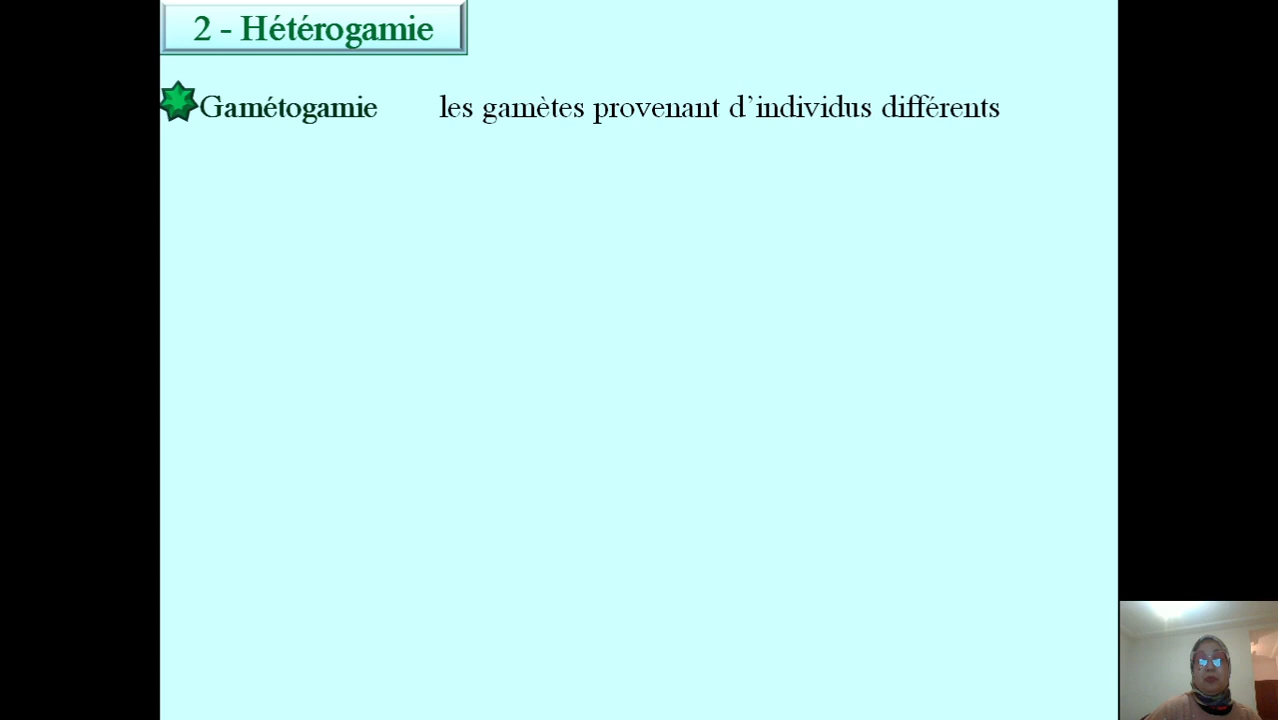 2 - Hétérogamie
Gamétogamie les gamètes provenant d’individus différents